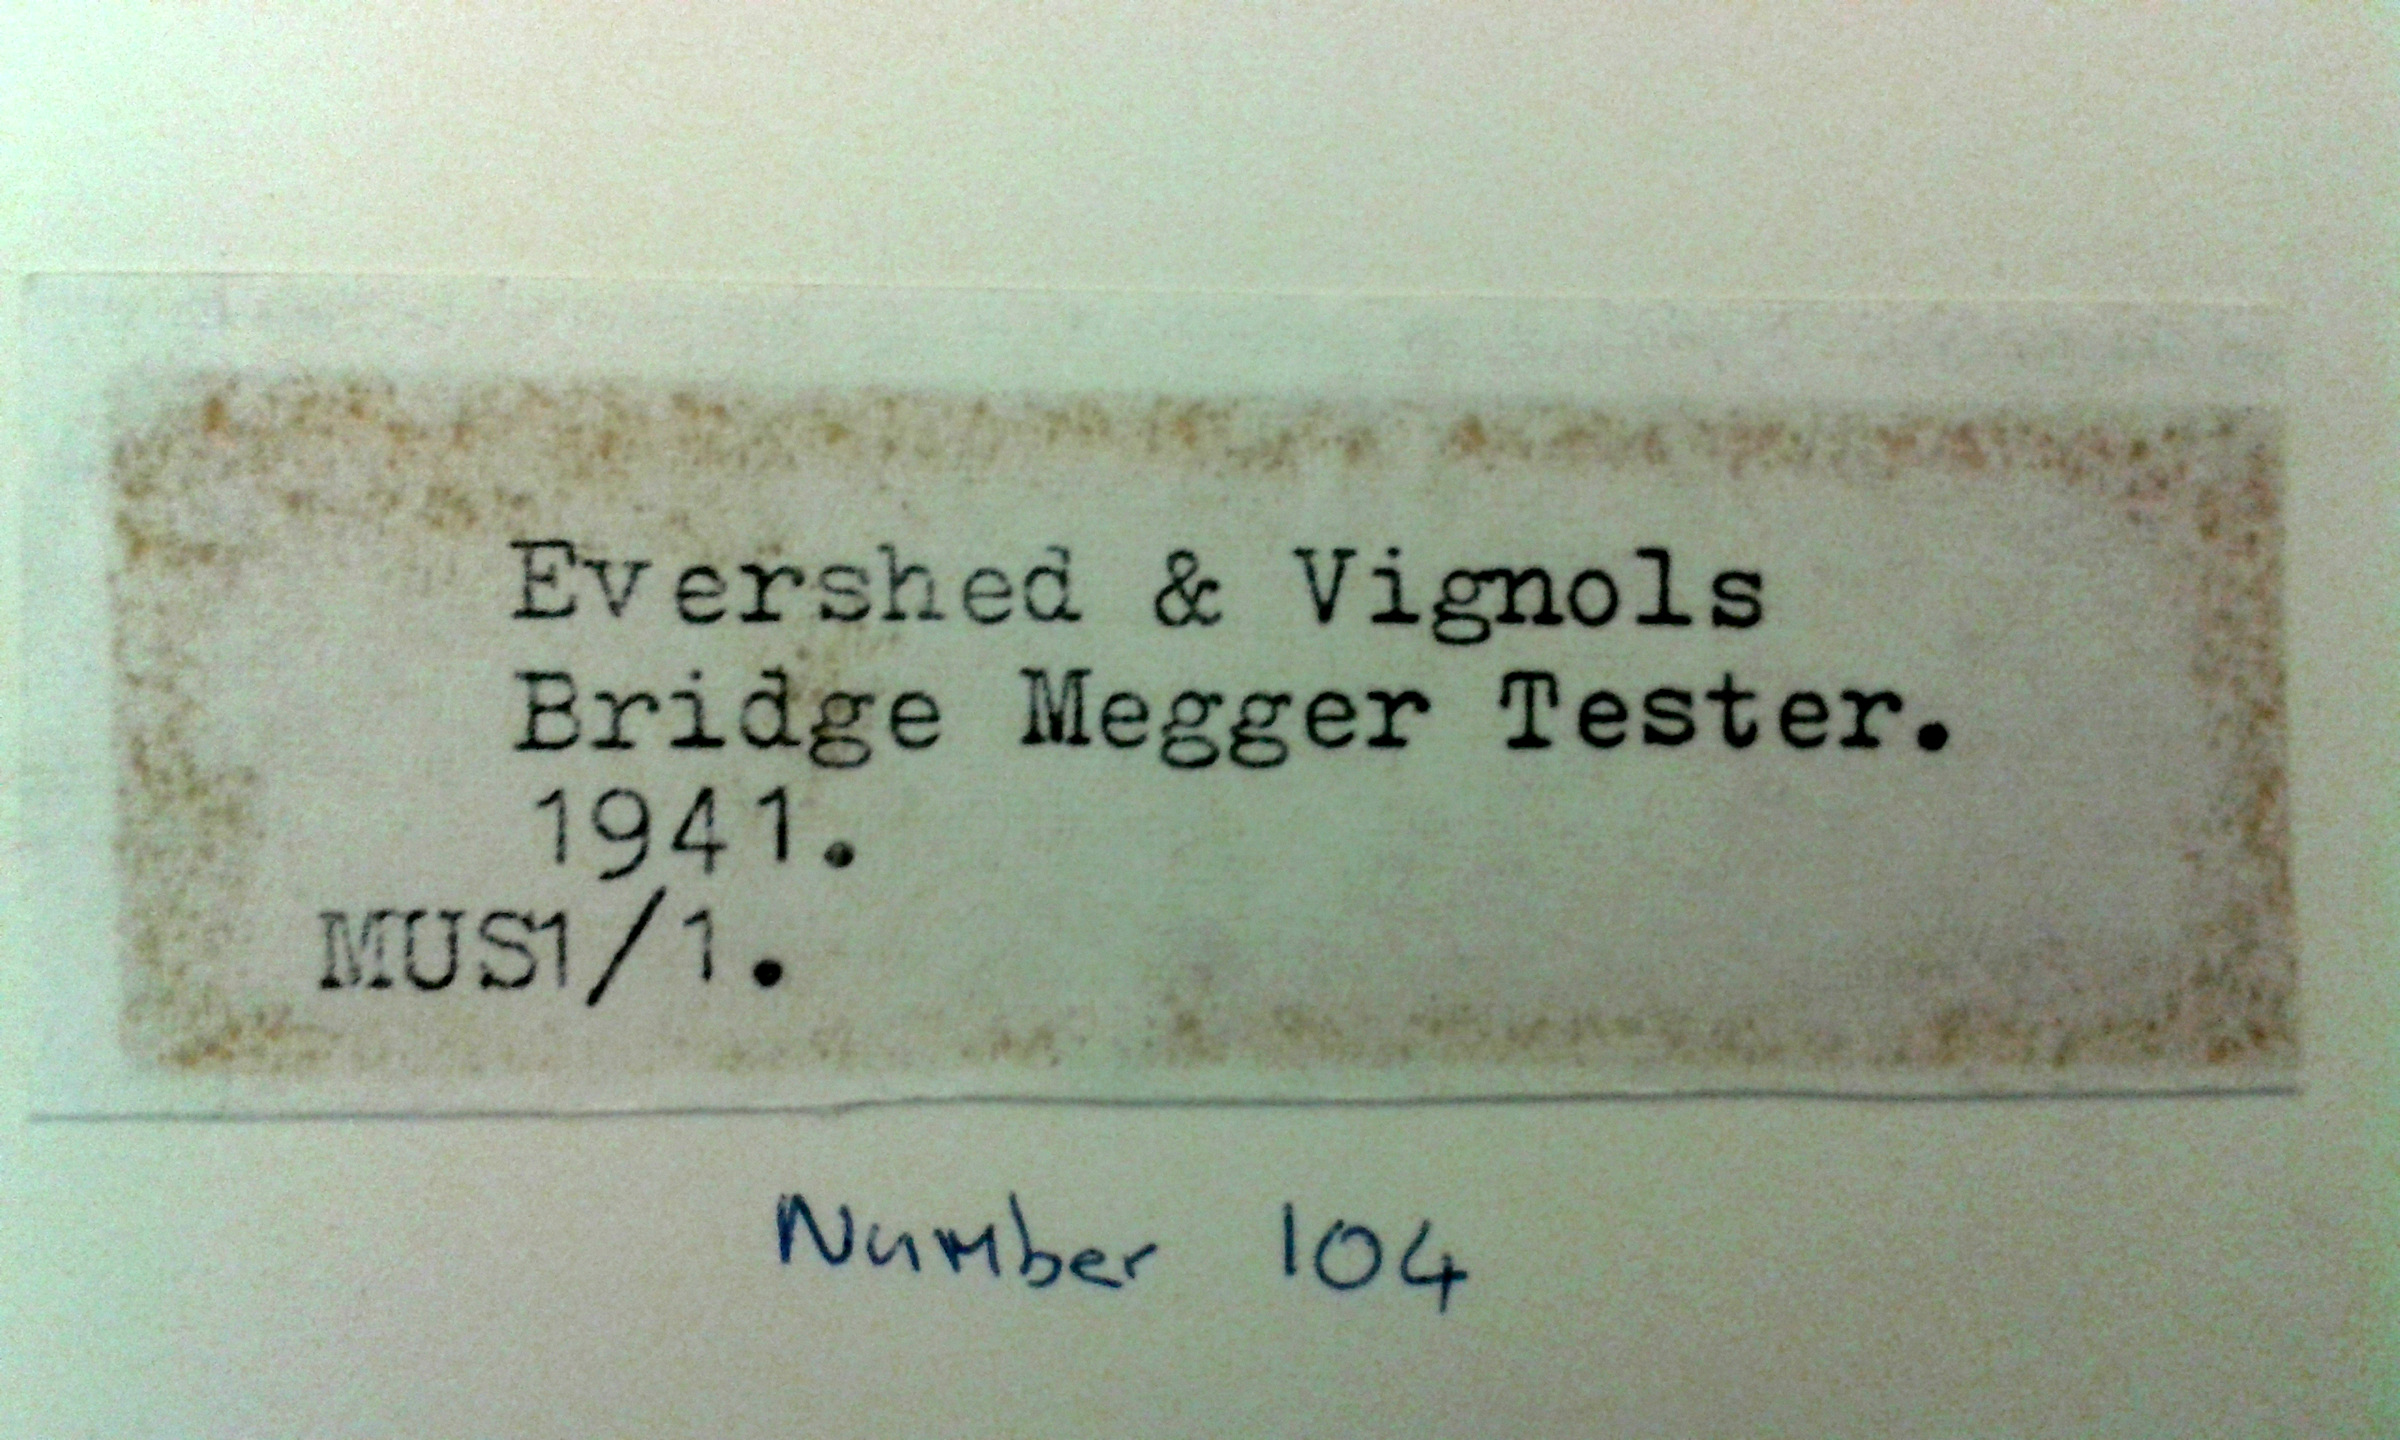 Evershed & Vignols
Bridge Megger Tester.
1941.
MUS1/1.
Number 104